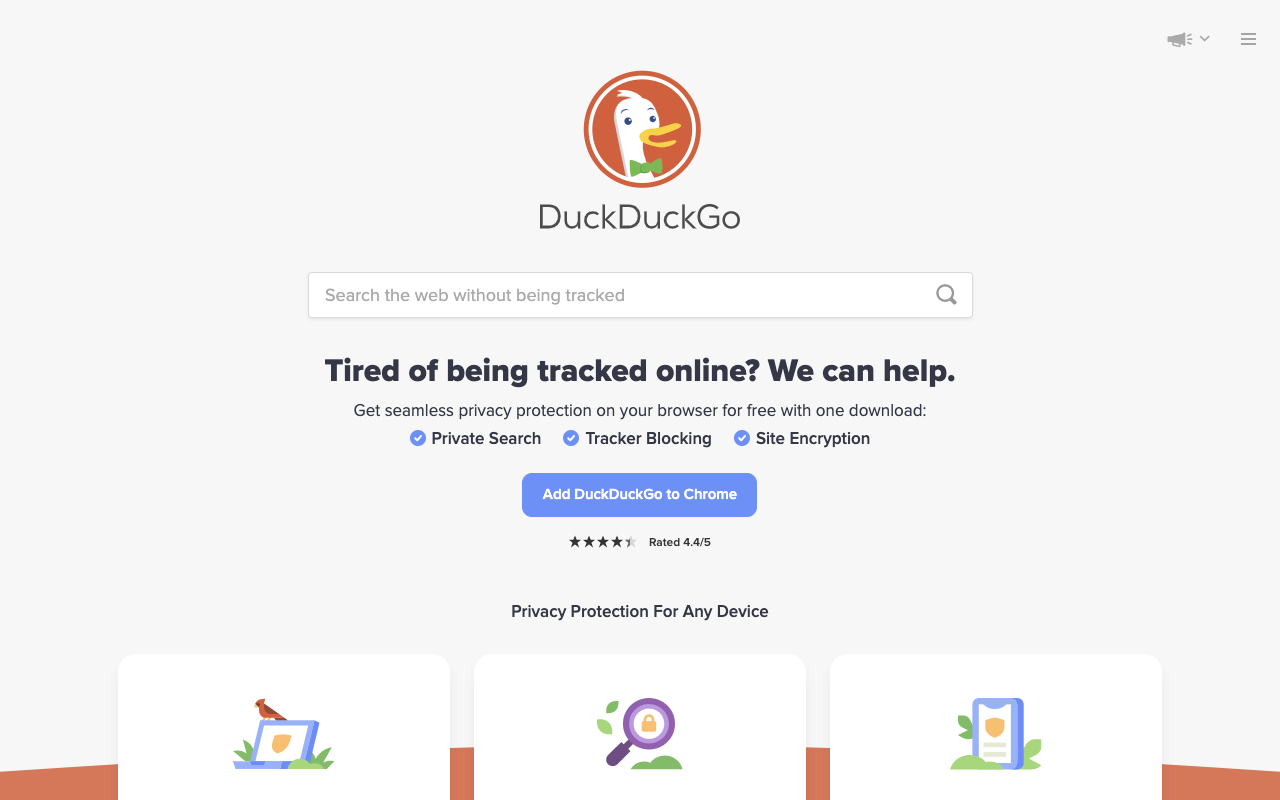 DuckDuckGo
Search the web without being tracked
Tired of being tracked online? We can help.
Get seamless privacy protection on your browser for free with one download:
Private Search Tracker Blocking Site Encryption
Add DuckDuckGo to Chrome
Rated 4.4/5
Privacy Protection For Any Device